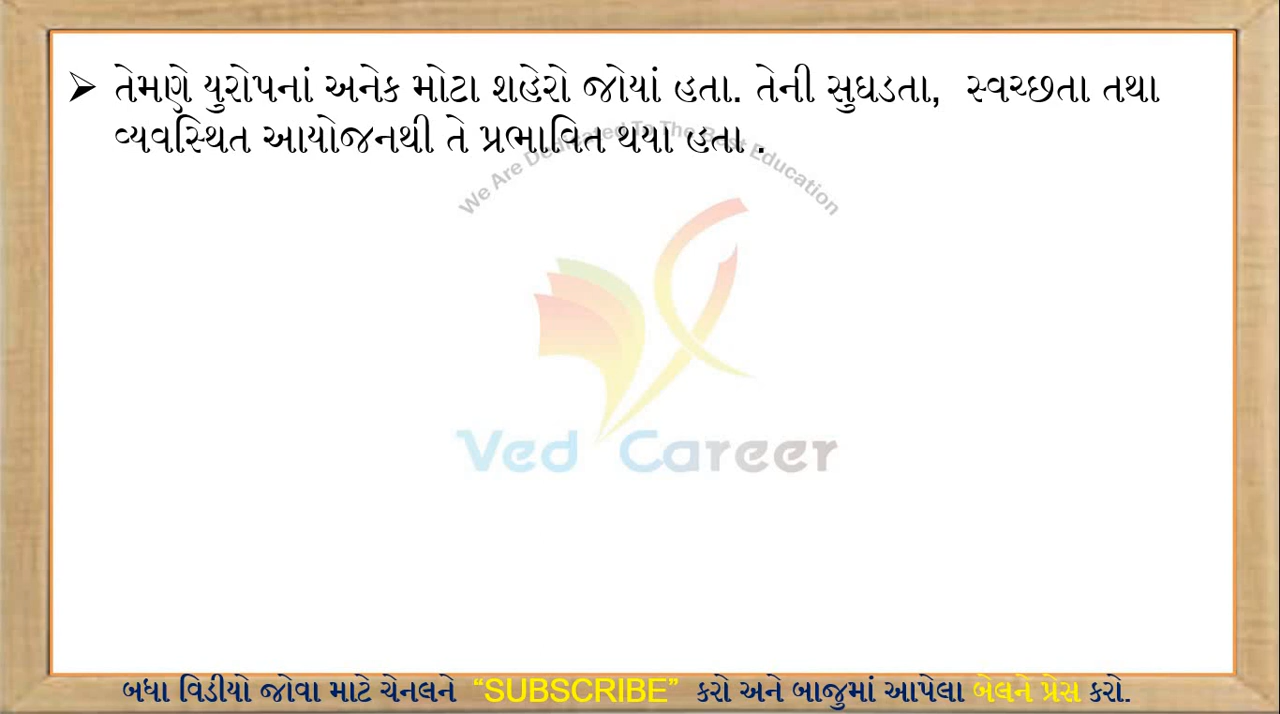 ➢ તેમણે યુરોપનાં અનેક મોટા શહેરો જોયાં હતા. તેની સુઘડતા, સ્વચ્છતા તથા
વ્યવસ્થિત આયોજનથી તે પ્રભાવિત થયા હતા .
We Are Dedicated To The Best Education
Ved Career
બધા વિડીયો જોવા માટે ચેનલને “SUBSCRIBE” કરો અને બાજુમાં આપેલા બેલને પ્રેસ કરો.